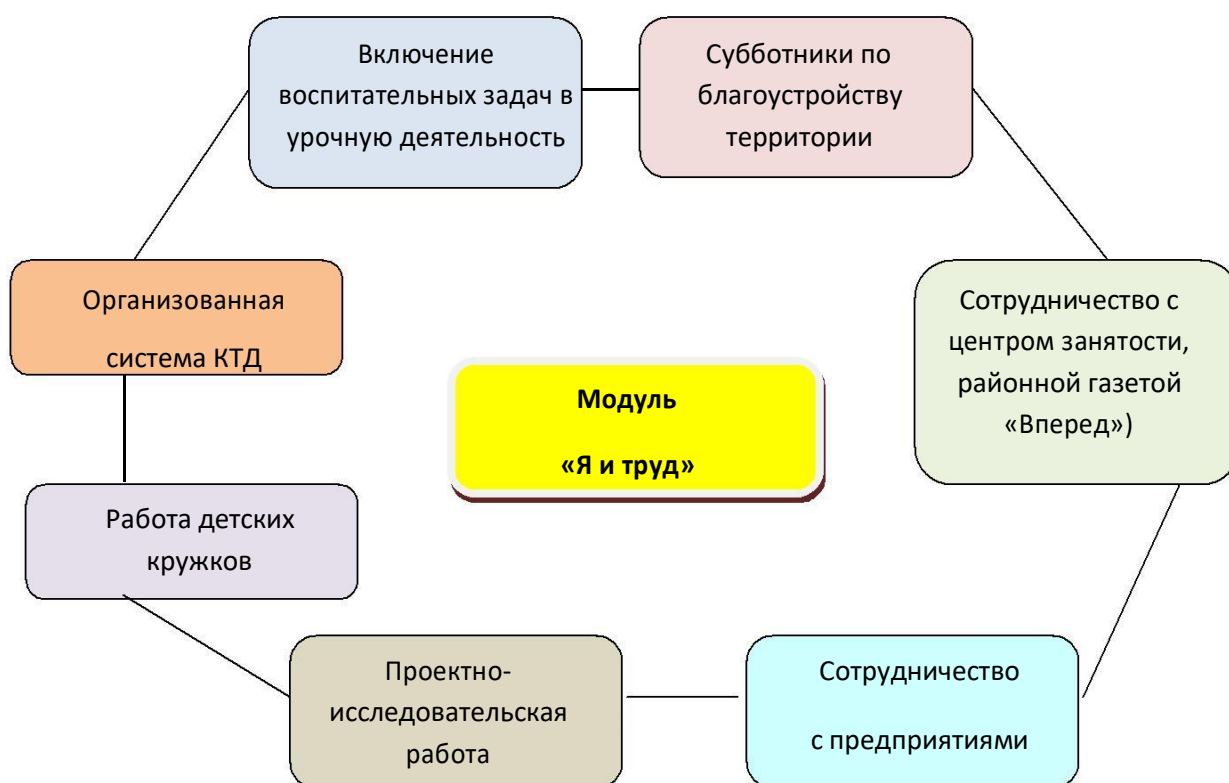 Включение
воспитательных задач в
урочную деятельность
Субботники по
благоустройству
территории
Организованная
система КТД
Сотрудничество с
центром занятости,
районной газетой
«Вперед»)
Модуль
«Я и труд»
Работа детских
кружков
Проектно-
исследовательская
работа
Сотрудничество
с предприятиями